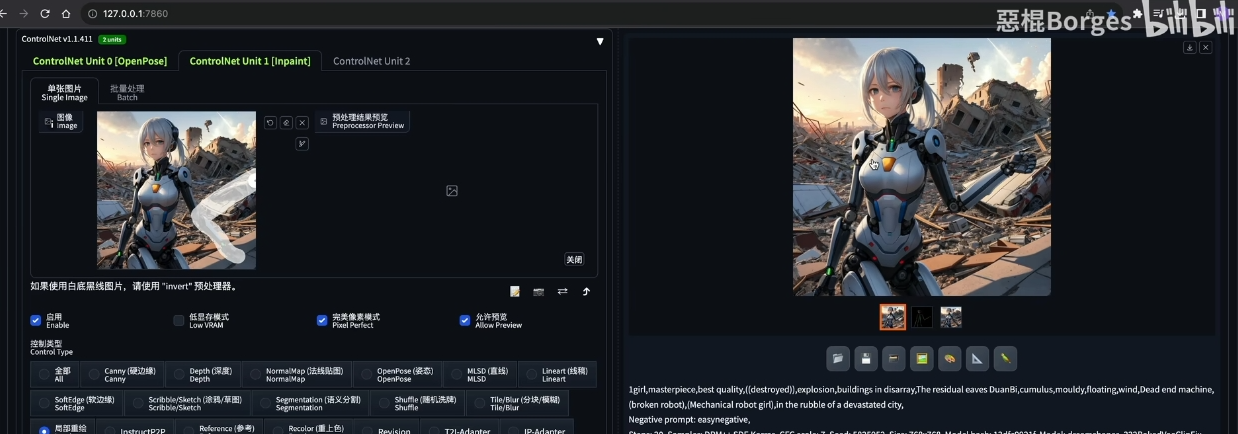 127.0.0.1:7860
惡棍Borges
bilibili
ControlNet v1.1.411
2 units
ControlNet Unit 0 [OpenPose]
ControlNet Unit 1 [Inpaint]
ControlNet Unit 2
单张图片
Single Image
批量处理
Batch
图像
Image
预处理结果预览
Preprocessor Preview
关闭
如果使用白底黑线图片，请使用 "invert" 预处理器。
启用
Enable
低显存模式
Low VRAM
完美像素模式
Pixel Perfect
允许预览
Allow Preview
控制类型
Control Type
全部
All
Canny (硬边缘)
Canny
Depth (深度)
Depth
NormalMap (法线贴图)
NormalMap
OpenPose (姿态)
OpenPose
MLSD (直线)
MLSD
Lineart (线稿)
Lineart
SoftEdge (软边缘)
SoftEdge
Scribble/Sketch (涂鸦/草图)
Scribble/Sketch
Segmentation (语义分割)
Segmentation
Shuffle (随机洗牌)
Shuffle
Tile/Blur (分块/模糊)
Tile/Blur
局部重绘
InstructP2P
Reference (参考)
Recolor (重上色)
Revision
T2I-Adapter
IP-Adapter
1girl,masterpiece,best quality,((destroyed)),explosion,buildings in disarray,The residual eaves DuanBi,cumulus,mouldy,floating,wind,Dead end machine,
(broken robot),(Mechanical robot girl),in the rubble of a devastated city,
Negative prompt: easynegative,